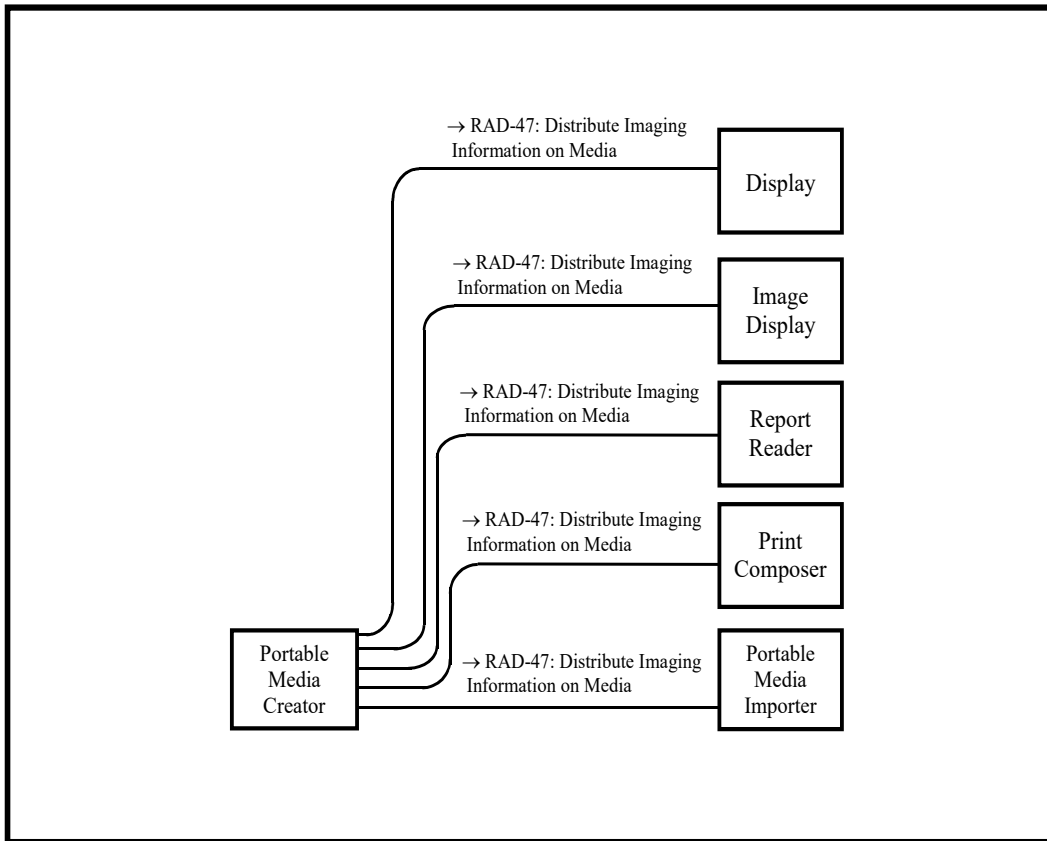 → RAD-47: Distribute Imaging
Information on Media
Display
→ RAD-47: Distribute Imaging
Information on Media
Image
Display
→ RAD-47: Distribute Imaging
Information on Media
Report
Reader
→ RAD-47: Distribute Imaging
Information on Media
Print
Composer
Portable
Media
Creator
→ RAD-47: Distribute Imaging
Information on Media
Portable
Media
Importer